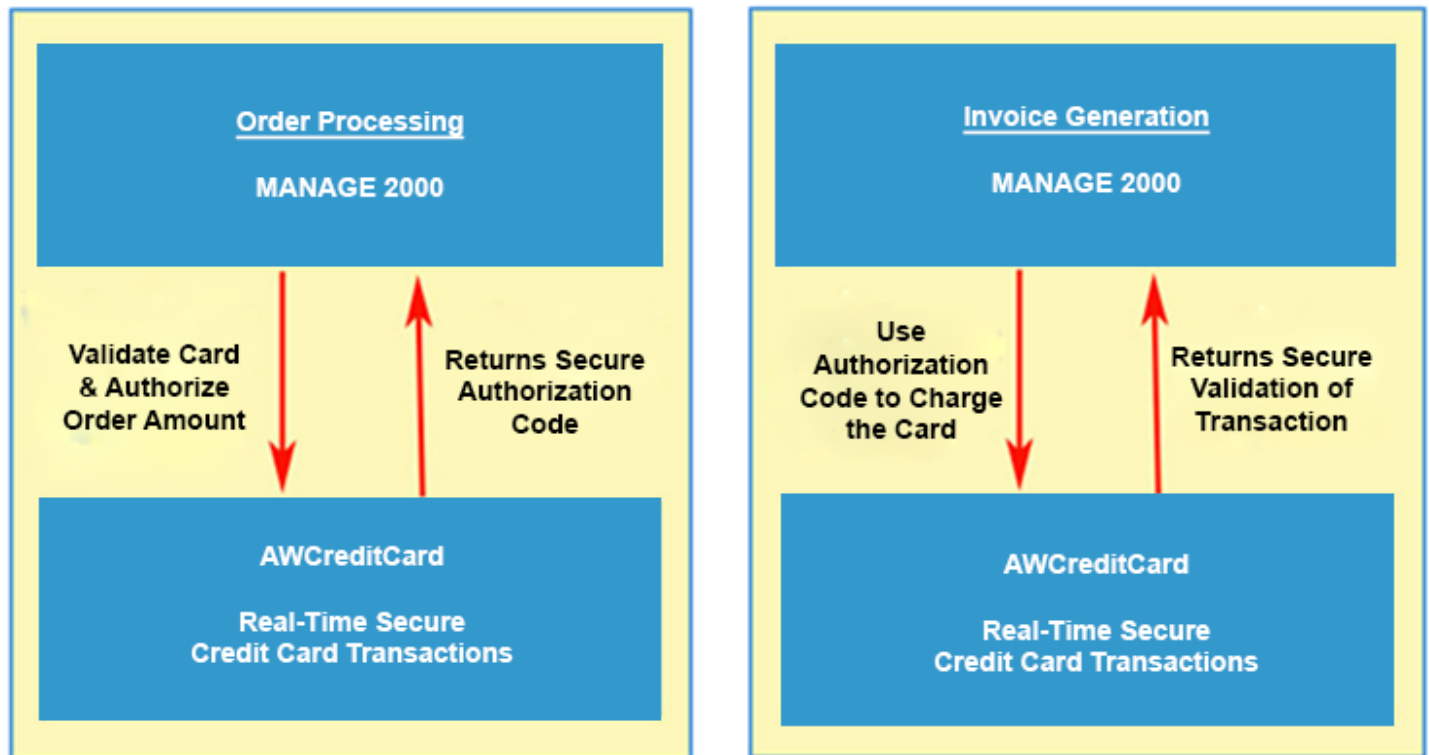 Order Processing
MANAGE 2000
Validate Card
& Authorize
Order Amount
Returns Secure
Authorization
Code
AWCreditCard
Real-Time Secure
Credit Card Transactions
Invoice Generation
MANAGE 2000
Use
Authorization
Code to Charge
the Card
Returns Secure
Validation of
Transaction
AWCreditCard
Real-Time Secure
Credit Card Transactions